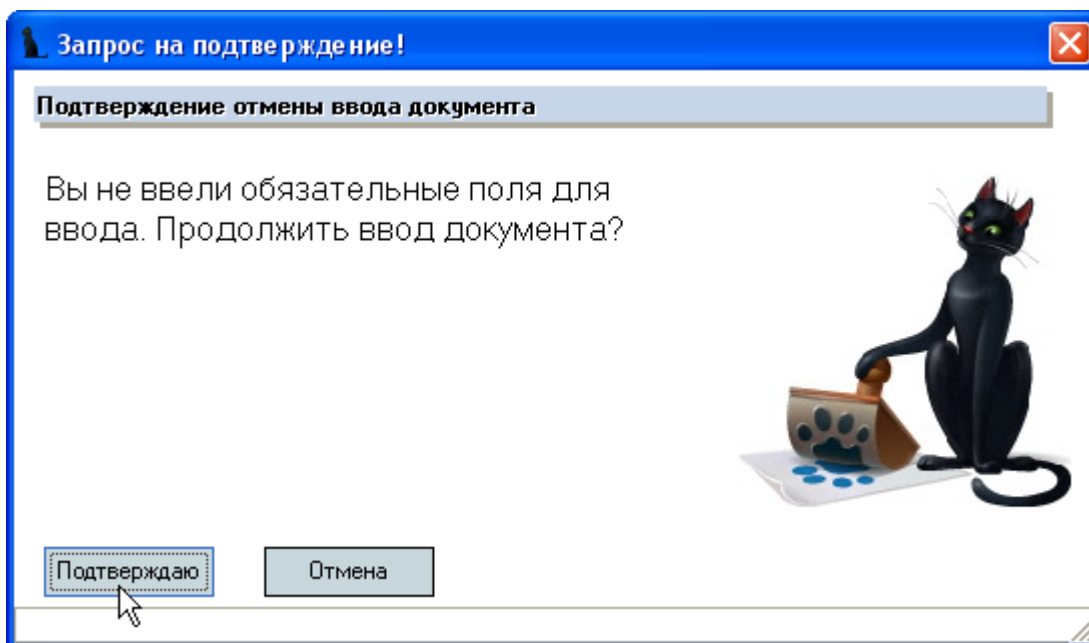 Запрос на подтверждение!
Подтверждение отмены ввода документа
Вы не ввели обязательные поля для
ввода. Продолжить ввод документа?
Подтверждаю
Отмена